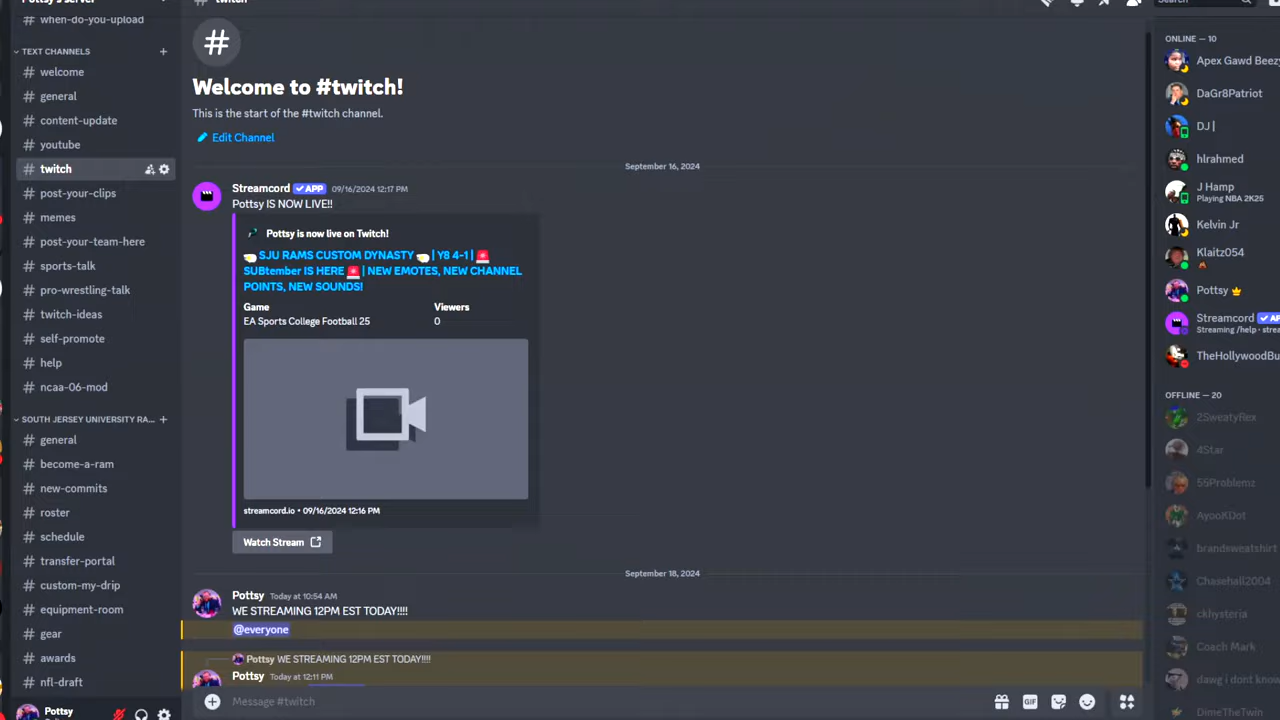 Pottsy's server
when-do-you-upload
TEXT CHANNELS
welcome
general
content-update
youtube
twitch
post-your-clips
memes
post-your-team-here
sports-talk
pro-wrestling-talk
twitch-ideas
self-promote
help
ncaa-06-mod
SOUTH JERSEY UNIVERSITY RA...
general
become-a-ram
new-commits
roster
schedule
transfer-portal
custom-my-drip
equipment-room
gear
awards
nfl-draft
Pottsy
twitch
Search
#
Welcome to #twitch!
This is the start of the #twitch channel.
Edit Channel
September 16, 2024
Streamcord APP 09/16/2024 12:17 PM
Pottsy IS NOW LIVE!!
Pottsy is now live on Twitch!
SJU RAMS CUSTOM DYNASTY | Y8 4-1 |
SUBtember IS HERE | NEW EMOTES, NEW CHANNEL
POINTS, NEW SOUNDS!
Game Viewers
EA Sports College Football 25 0
streamcord.io • 09/16/2024 12:16 PM
Watch Stream
September 18, 2024
Pottsy Today at 10:54 AM
WE STREAMING 12PM EST TODAY!!!!
@everyone
Pottsy WE STREAMING 12PM EST TODAY!!!!
Pottsy Today at 12:11 PM
Message #twitch
GIF
ONLINE — 10
Apex Gawd Beezy
DaGr8Patriot
DJ |
hlrahmed
J Hamp
Playing NBA 2K25
Kelvin Jr
Klaitz054
Pottsy
Streamcord AP
Streaming /help • strea
TheHollywoodBu
OFFLINE — 20
2SweatyRex
4Star
55Problemz
AyooKDot
brandsweatshirt
Chasehall2004
ckhysteria
Coach Mark
dawg i dont know
DimeTheTwin